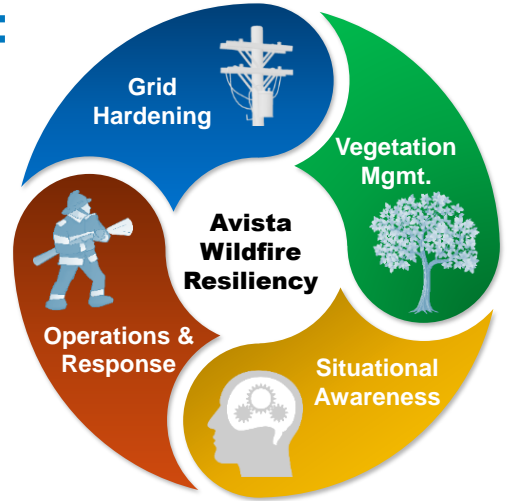 Grid
Hardening
Vegetation
Mgmt.
Avista
Wildfire
Resiliency
Operations &
Response
Situational
Awareness